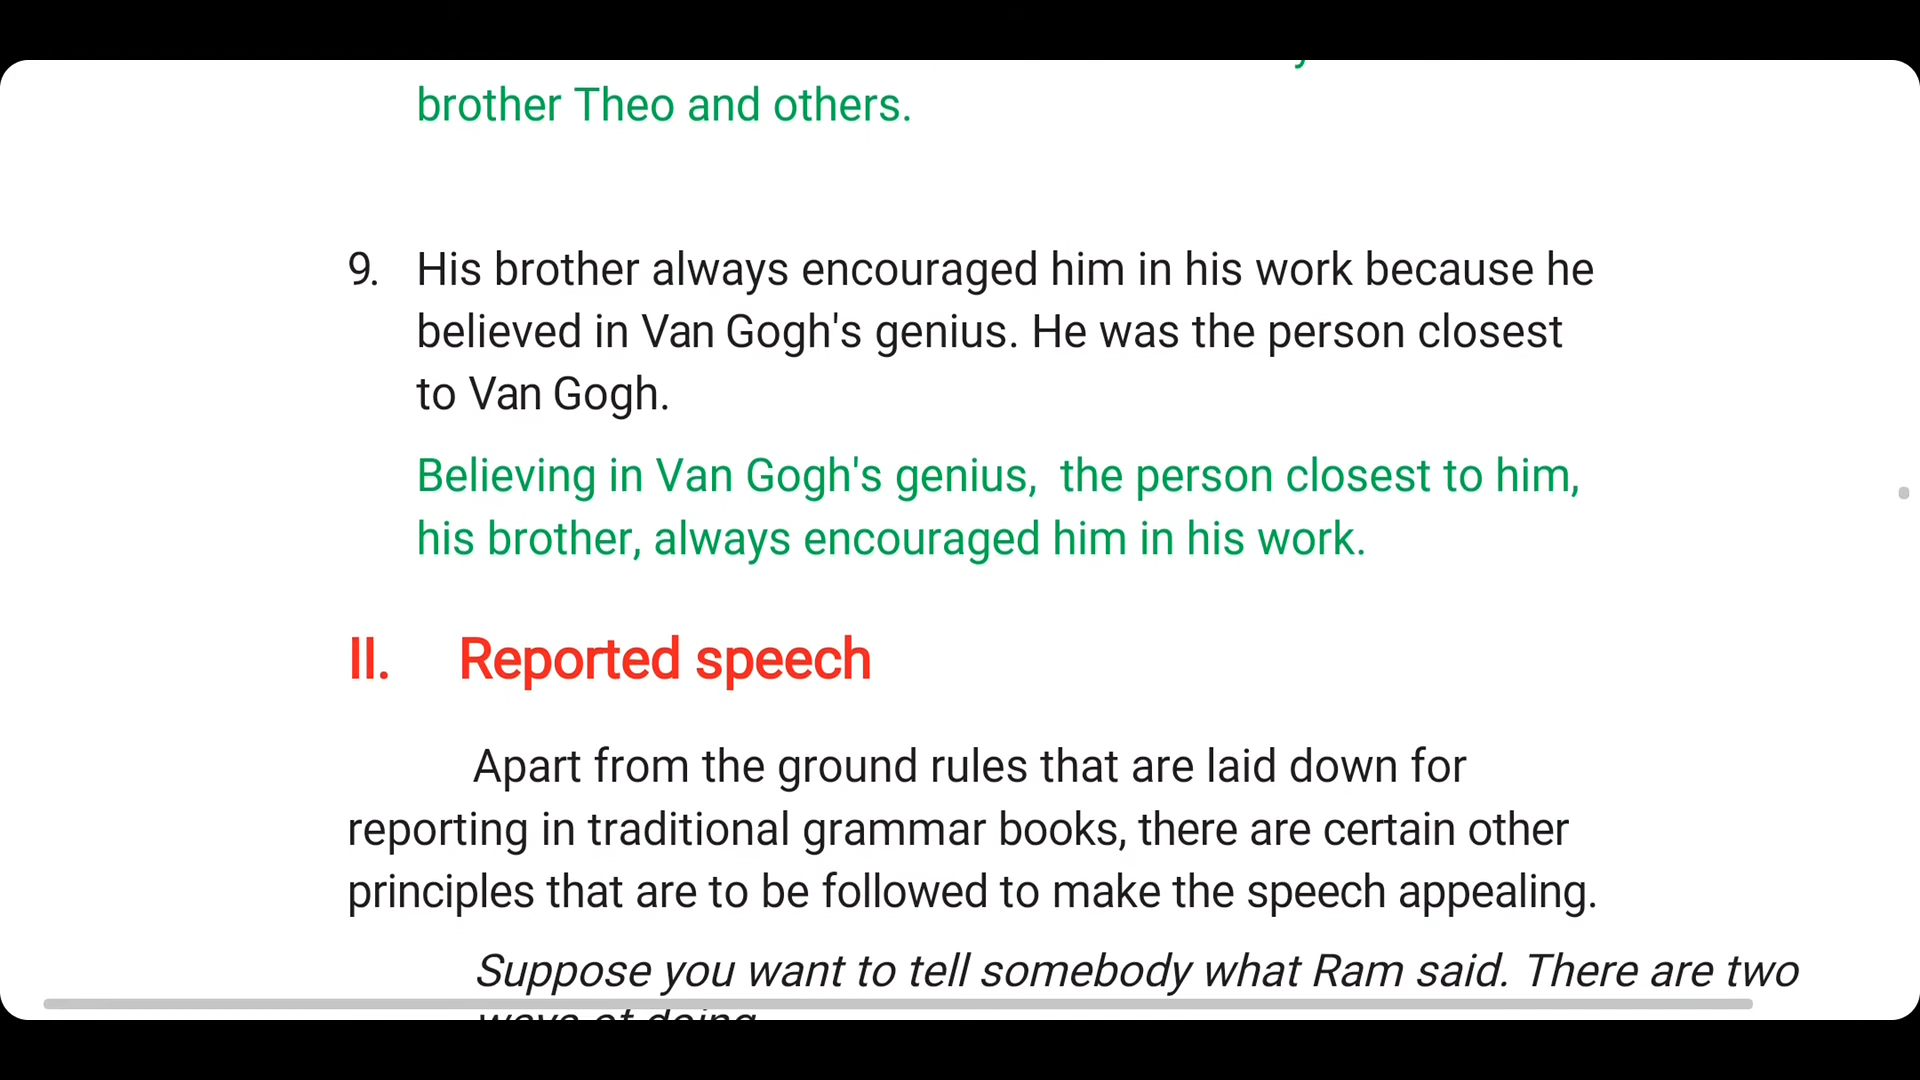 brother Theo and others.
9. His brother always encouraged him in his work because he
believed in Van Gogh's genius. He was the person closest
to Van Gogh.
Believing in Van Gogh's genius,  the person closest to him,
his brother, always encouraged him in his work.
II. Reported speech
Apart from the ground rules that are laid down for
reporting in traditional grammar books, there are certain other
principles that are to be followed to make the speech appealing.
Suppose you want to tell somebody what Ram said. There are two